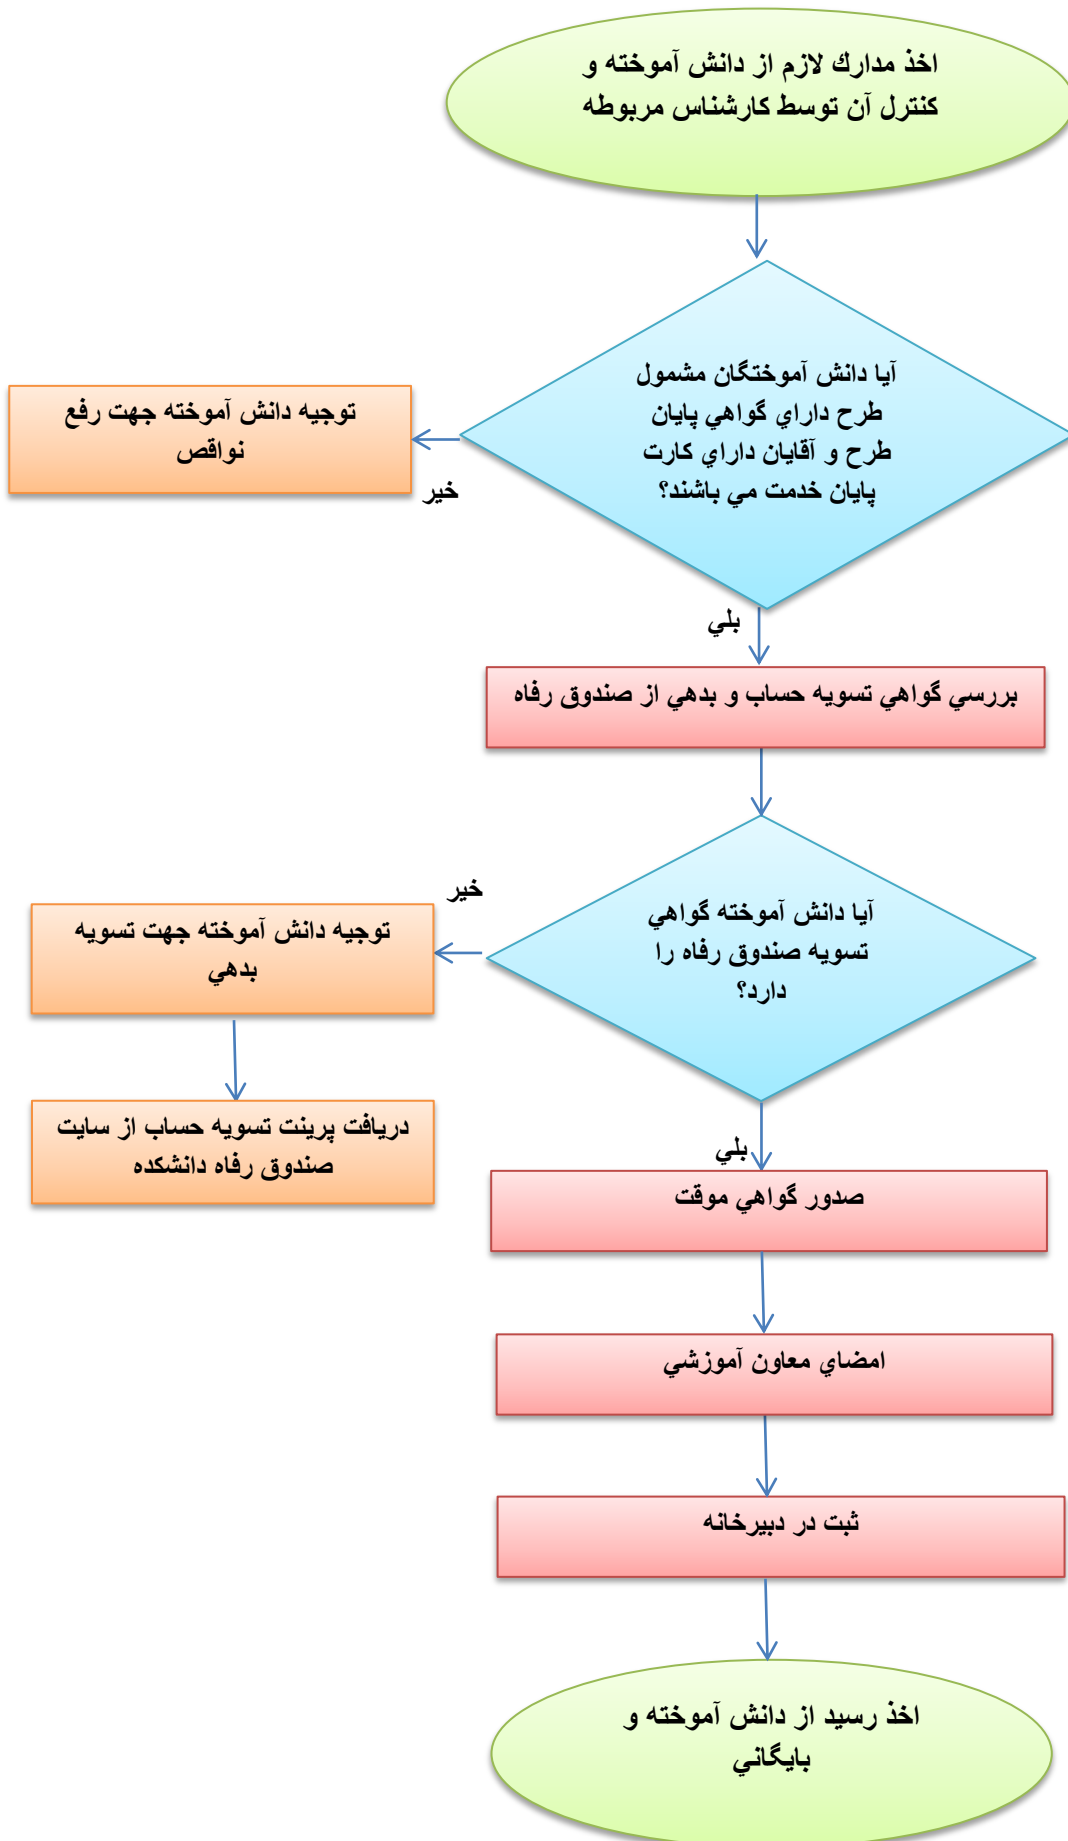 اخذ مدارك لازم از دانش آموخته و
كنترل آن توسط كارشناس مربوطه
آيا دانش آموختگان مشمول
طرح داراي گواهي پايان
طرح و آقايان داراي كارت
پايان خدمت مي باشند؟
توجيه دانش آموخته جهت رفع
نواقص
خير
بلي
بررسي گواهي تسويه حساب و بدهي از صندوق رفاه
آيا دانش آموخته گواهي
تسويه صندوق رفاه را
دارد؟
خير
توجيه دانش آموخته جهت تسويه
بدهي
دريافت پرينت تسويه حساب از سايت
صندوق رفاه دانشكده
بلي
صدور گواهي موقت
امضاي معاون آموزشي
ثبت در دبيرخانه
اخذ رسيد از دانش آموخته و
بايگاني